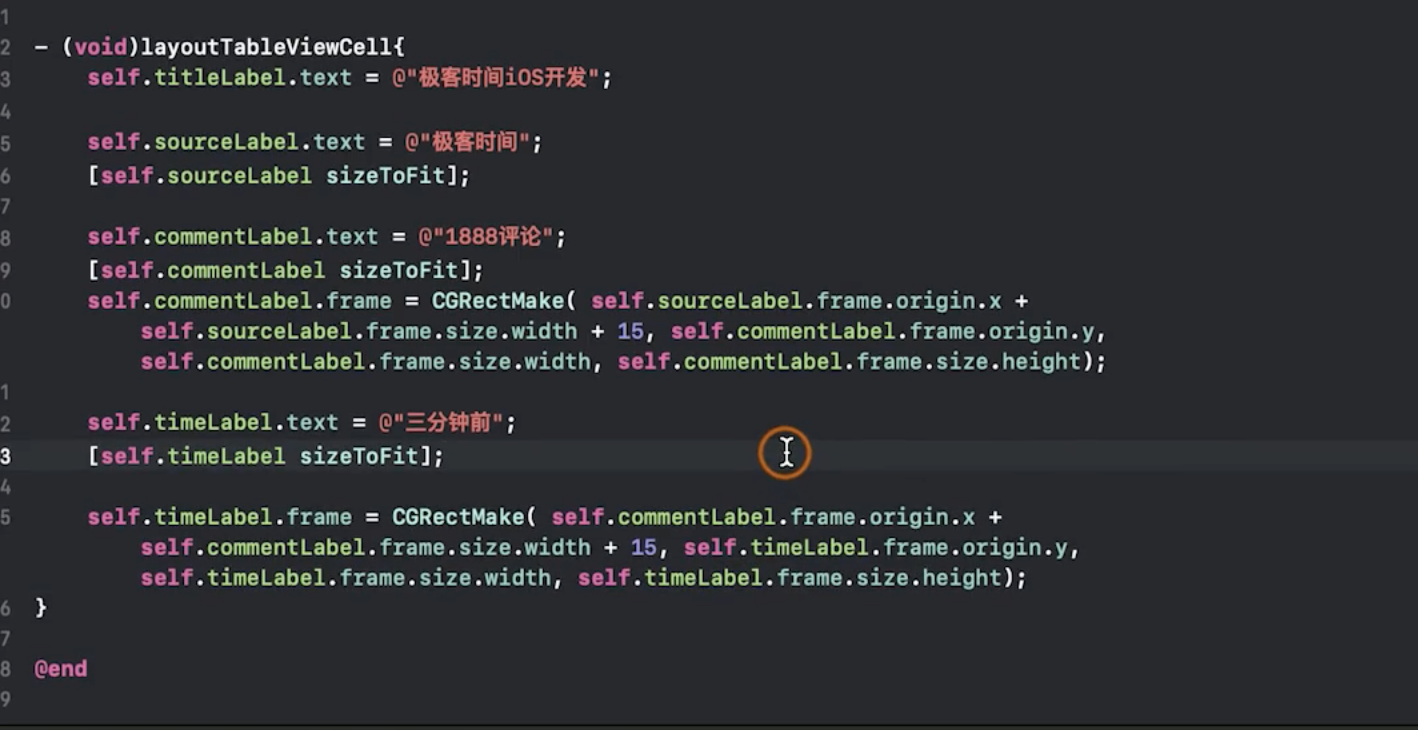 1
2 - (void)layoutTableViewCell{
3 self.titleLabel.text = @"极客时间iOS开发";
4
5 self.sourceLabel.text = @"极客时间";
6 [self.sourceLabel sizeToFit];
7
8 self.commentLabel.text = @"1888评论";
9 [self.commentLabel sizeToFit];
0 self.commentLabel.frame = CGRectMake( self.sourceLabel.frame.origin.x +
self.sourceLabel.frame.size.width + 15, self.commentLabel.frame.origin.y,
self.commentLabel.frame.size.width, self.commentLabel.frame.size.height);
1
2 self.timeLabel.text = @"三分钟前";
3 [self.timeLabel sizeToFit];
4
5 self.timeLabel.frame = CGRectMake( self.commentLabel.frame.origin.x +
self.commentLabel.frame.size.width + 15, self.timeLabel.frame.origin.y,
self.timeLabel.frame.size.width, self.timeLabel.frame.size.height);
6 }
7
8 @end
9